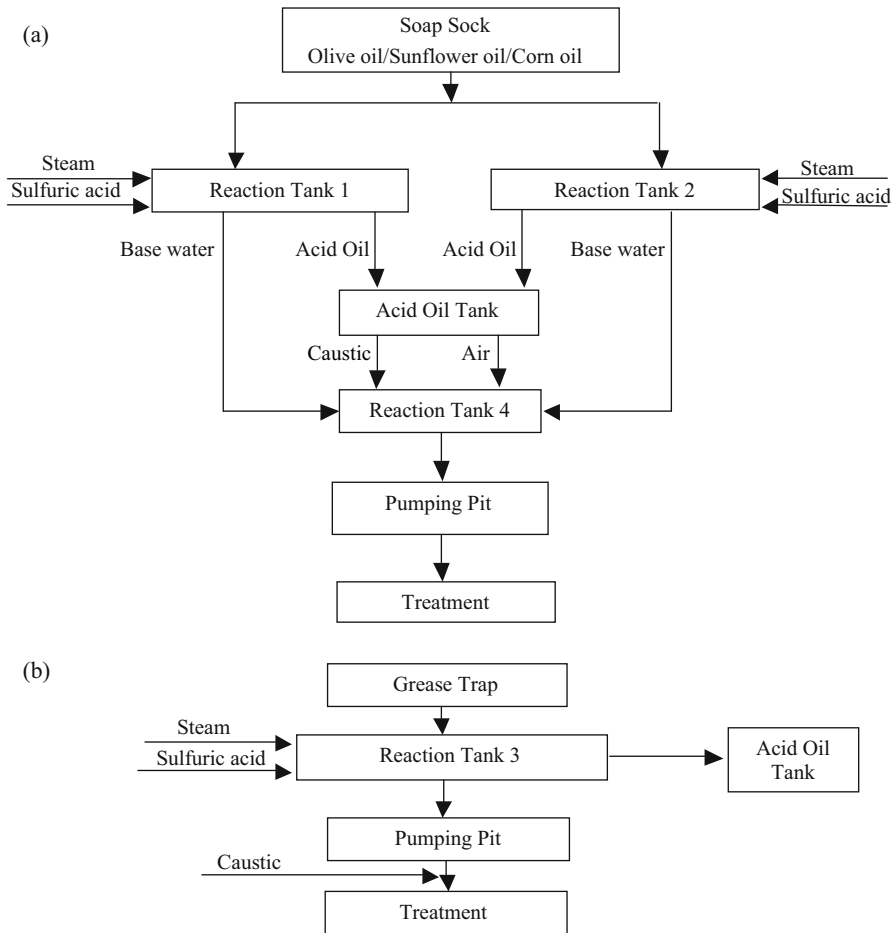 (a)
Soap Sock
Olive oil/Sunflower oil/Corn oil
Steam
Sulfuric acid
Reaction Tank 1
Reaction Tank 2
Steam
Sulfuric acid
Base water
Acid Oil
Acid Oil
Base water
Acid Oil Tank
Caustic
Air
Reaction Tank 4
Pumping Pit
Treatment
(b)
Grease Trap
Steam
Sulfuric acid
Reaction Tank 3
Acid Oil
Tank
Pumping Pit
Caustic
Treatment